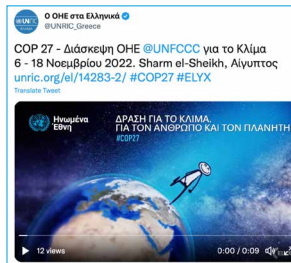 Ο ΟΗΕ στα Ελληνικά
@UNRIC_Greece
COP 27 - Διάσκεψη ΟΗΕ @UNFCCC για το Κλίμα
6 - 18 Νοεμβρίου 2022. Sharm el-Sheikh, Αίγυπτος
unric.org/el/14283-2/ #COP27 #ELYX
Translate Tweet
Ηνωμένα Έθνη
ΔΡΑΣΗ ΓΙΑ ΤΟ ΚΛΙΜΑ,
ΓΙΑ ΤΟΝ ΑΝΘΡΩΠΟ ΚΑΙ ΤΟΝ ΠΛΑΝΗΤΗ
#COP27
12 views
0:00 / 0:09